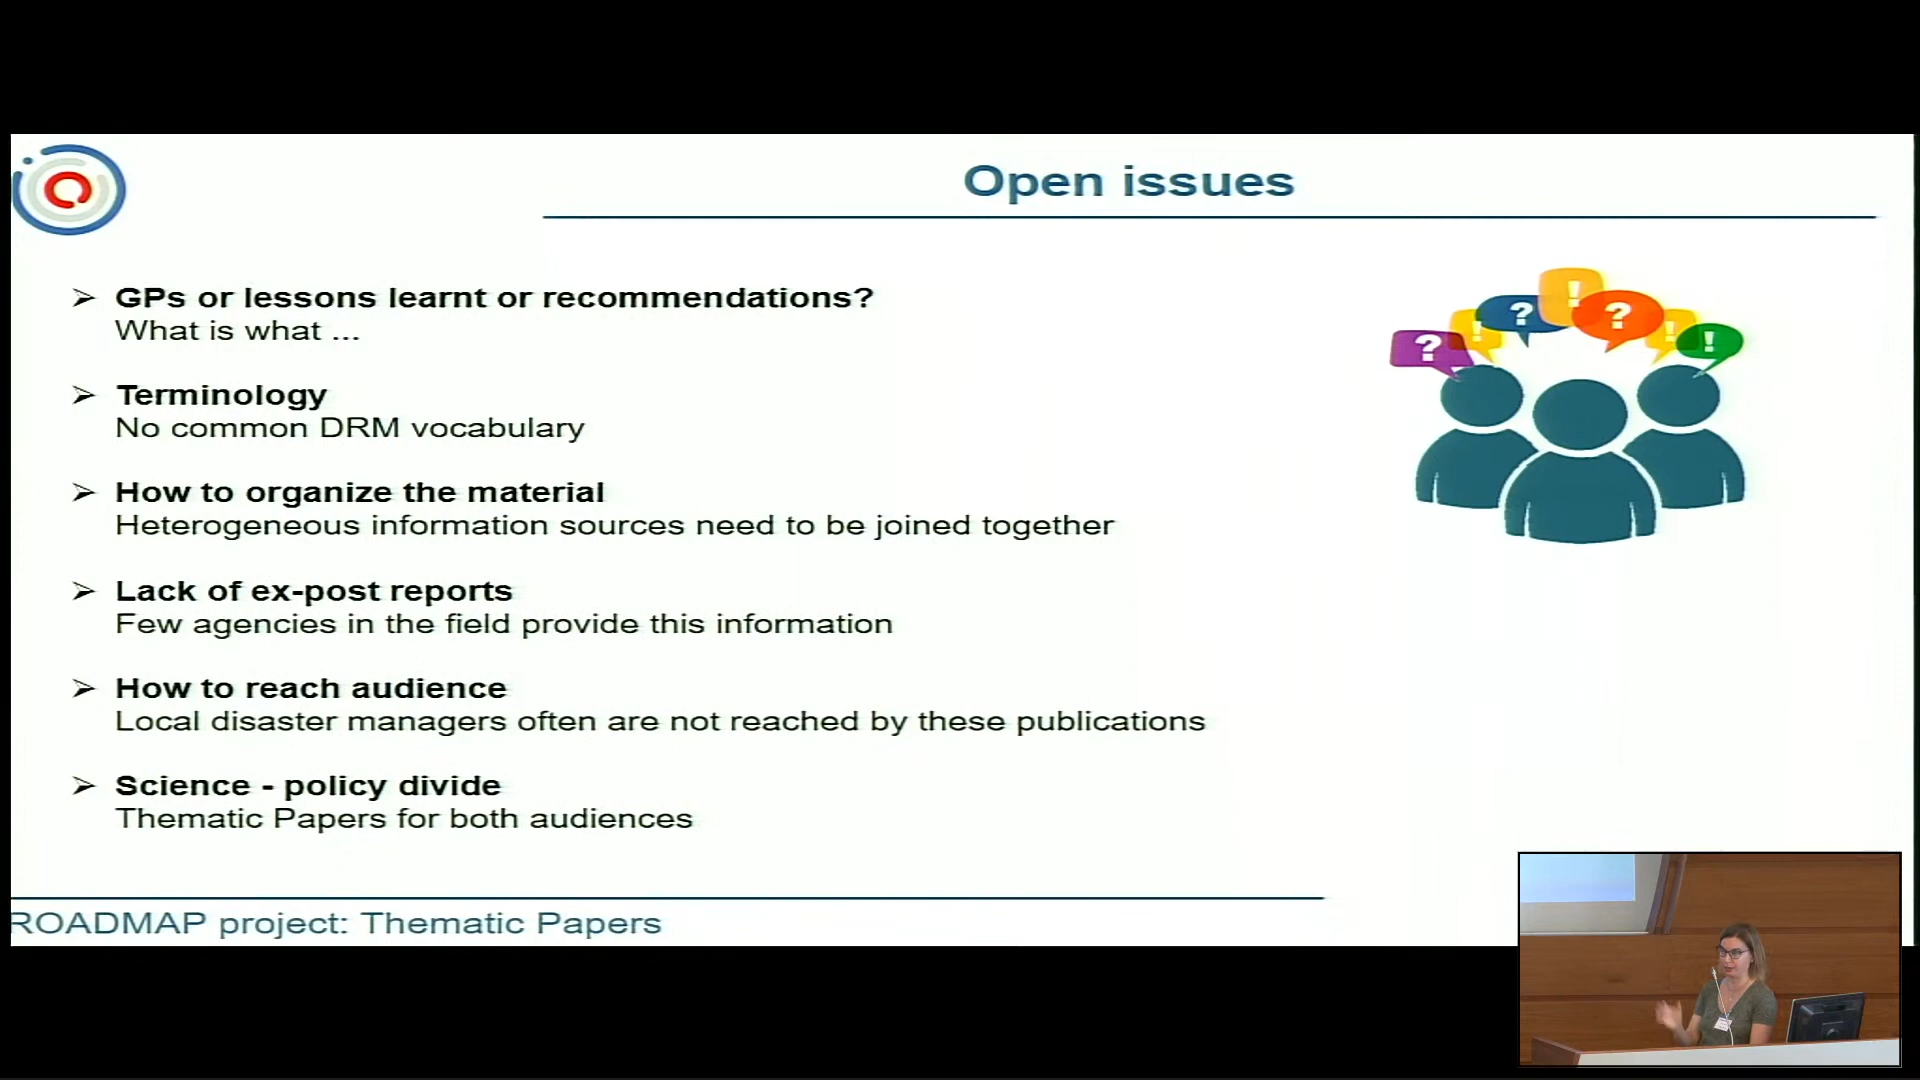 Open issues
GPs or lessons learnt or recommendations?
What is what ...
Terminology
No common DRM vocabulary
How to organize the material
Heterogeneous information sources need to be joined together
Lack of ex-post reports
Few agencies in the field provide this information
How to reach audience
Local disaster managers often are not reached by these publications
Science - policy divide
Thematic Papers for both audiences
ROADMAP project: Thematic Papers
? ! ? ! ? ! !